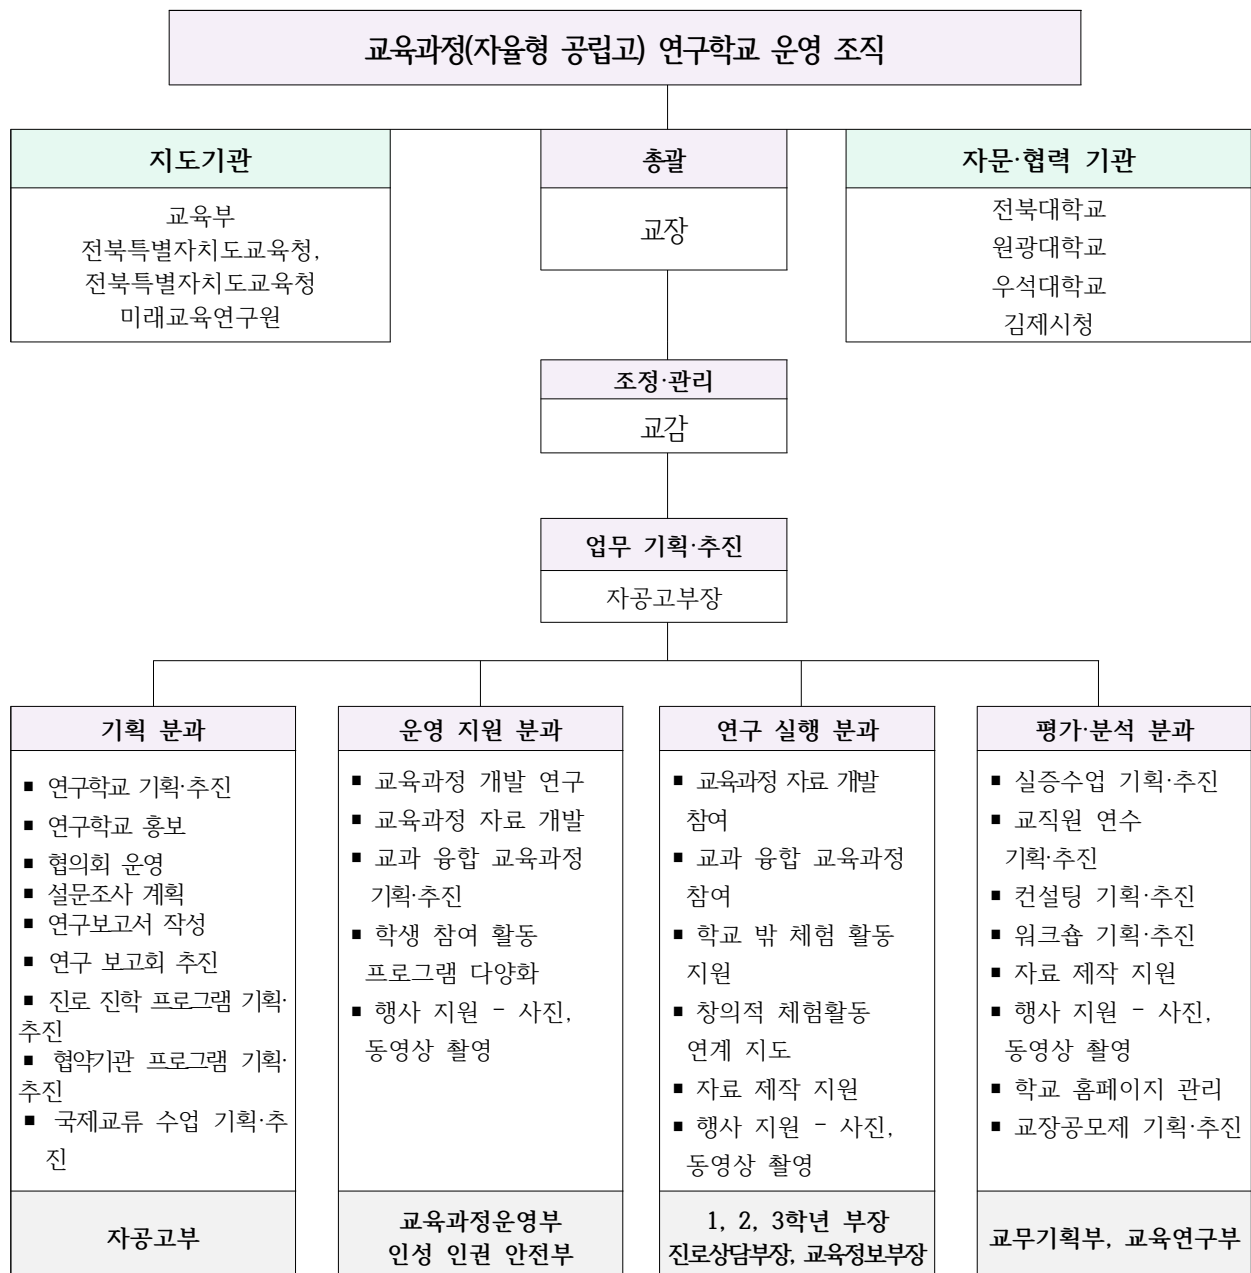 교육과정(자율형 공립고) 연구학교 운영 조직
지도기관
교육부
전북특별자치도교육청,
전북특별자치도교육청
미래교육연구원
총괄
교장
자문·협력 기관
전북대학교
원광대학교
우석대학교
김제시청
조정·관리
교감
업무 기획·추진
자공고부장
기획 분과
▪ 연구학교 기획·추진
▪ 연구학교 홍보
▪ 협의회 운영
▪ 설문조사 계획
▪ 연구보고서 작성
▪ 연구 보고회 추진
▪ 진로 진학 프로그램 기획·
추진
▪ 협약기관 프로그램 기획·
추진
▪ 국제교류 수업 기획·추
진
자공고부
운영 지원 분과
▪ 교육과정 개발 연구
▪ 교육과정 자료 개발
▪ 교과 융합 교육과정
기획·추진
▪ 학생 참여 활동
프로그램 다양화
▪ 행사 지원 - 사진,
동영상 촬영
교육과정운영부
인성 인권 안전부
연구 실행 분과
▪ 교육과정 자료 개발
참여
▪ 교과 융합 교육과정
참여
▪ 학교 밖 체험 활동
지원
▪ 창의적 체험활동
연계 지도
▪ 자료 제작 지원
▪ 행사 지원 - 사진,
동영상 촬영
1, 2, 3학년 부장
진로상담부장, 교육정보부장
평가·분석 분과
▪ 실증수업 기획·추진
▪ 교직원 연수
기획·추진
▪ 컨설팅 기획·추진
▪ 워크숍 기획·추진
▪ 자료 제작 지원
▪ 행사 지원 - 사진,
동영상 촬영
▪ 학교 홈페이지 관리
▪ 교장공모제 기획·추진
교무기획부, 교육연구부